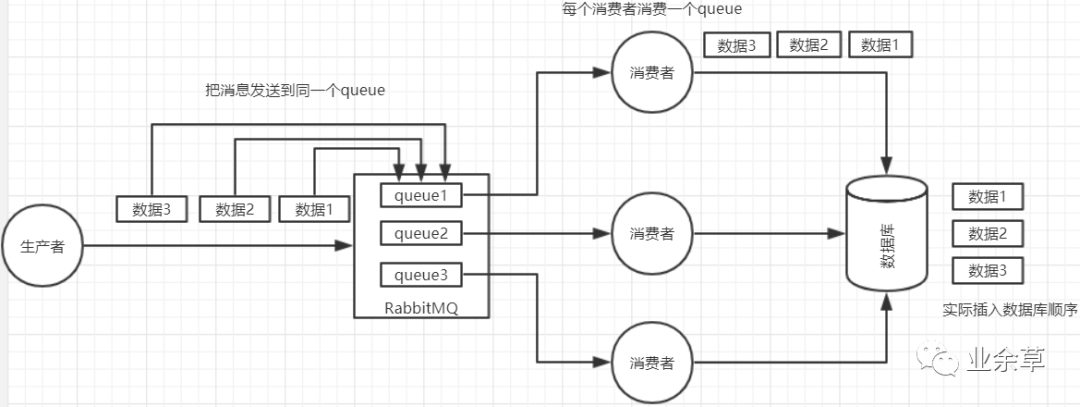 每个消费者消费一个queue
数据3
数据2
数据1
消费者
把消息发送到同一个queue
数据3
数据2
数据1
queue1
queue2
queue3
RabbitMQ
生产者
消费者
消费者
数据库
数据1
数据2
数据3
实际插入数据库顺序
业余草